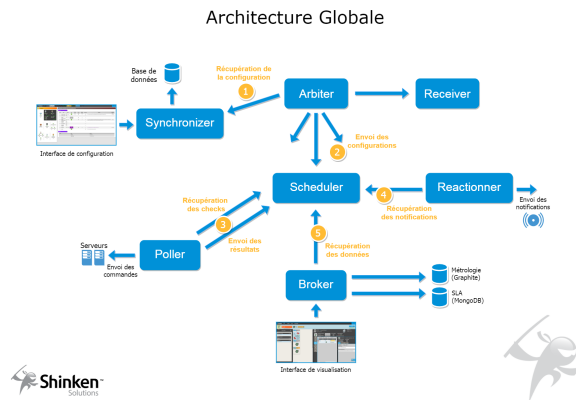 Architecture Globale
Base de
données
Récupération de
la configuration
1
Arbiter
Receiver
Synchronizer
Interface de configuration
2
Envoi des
configurations
Scheduler
Reactionner
4
Récupération
des notifications
Envoi des
notifications
Récupération
des checks
3
Envoi des
résultats
5
Récupération
des données
Serveurs
Envoi des
commandes
Poller
Broker
Métrologie
(Graphite)
SLA
(MongoDB)
Interface de visualisation
Shinken
Solutions